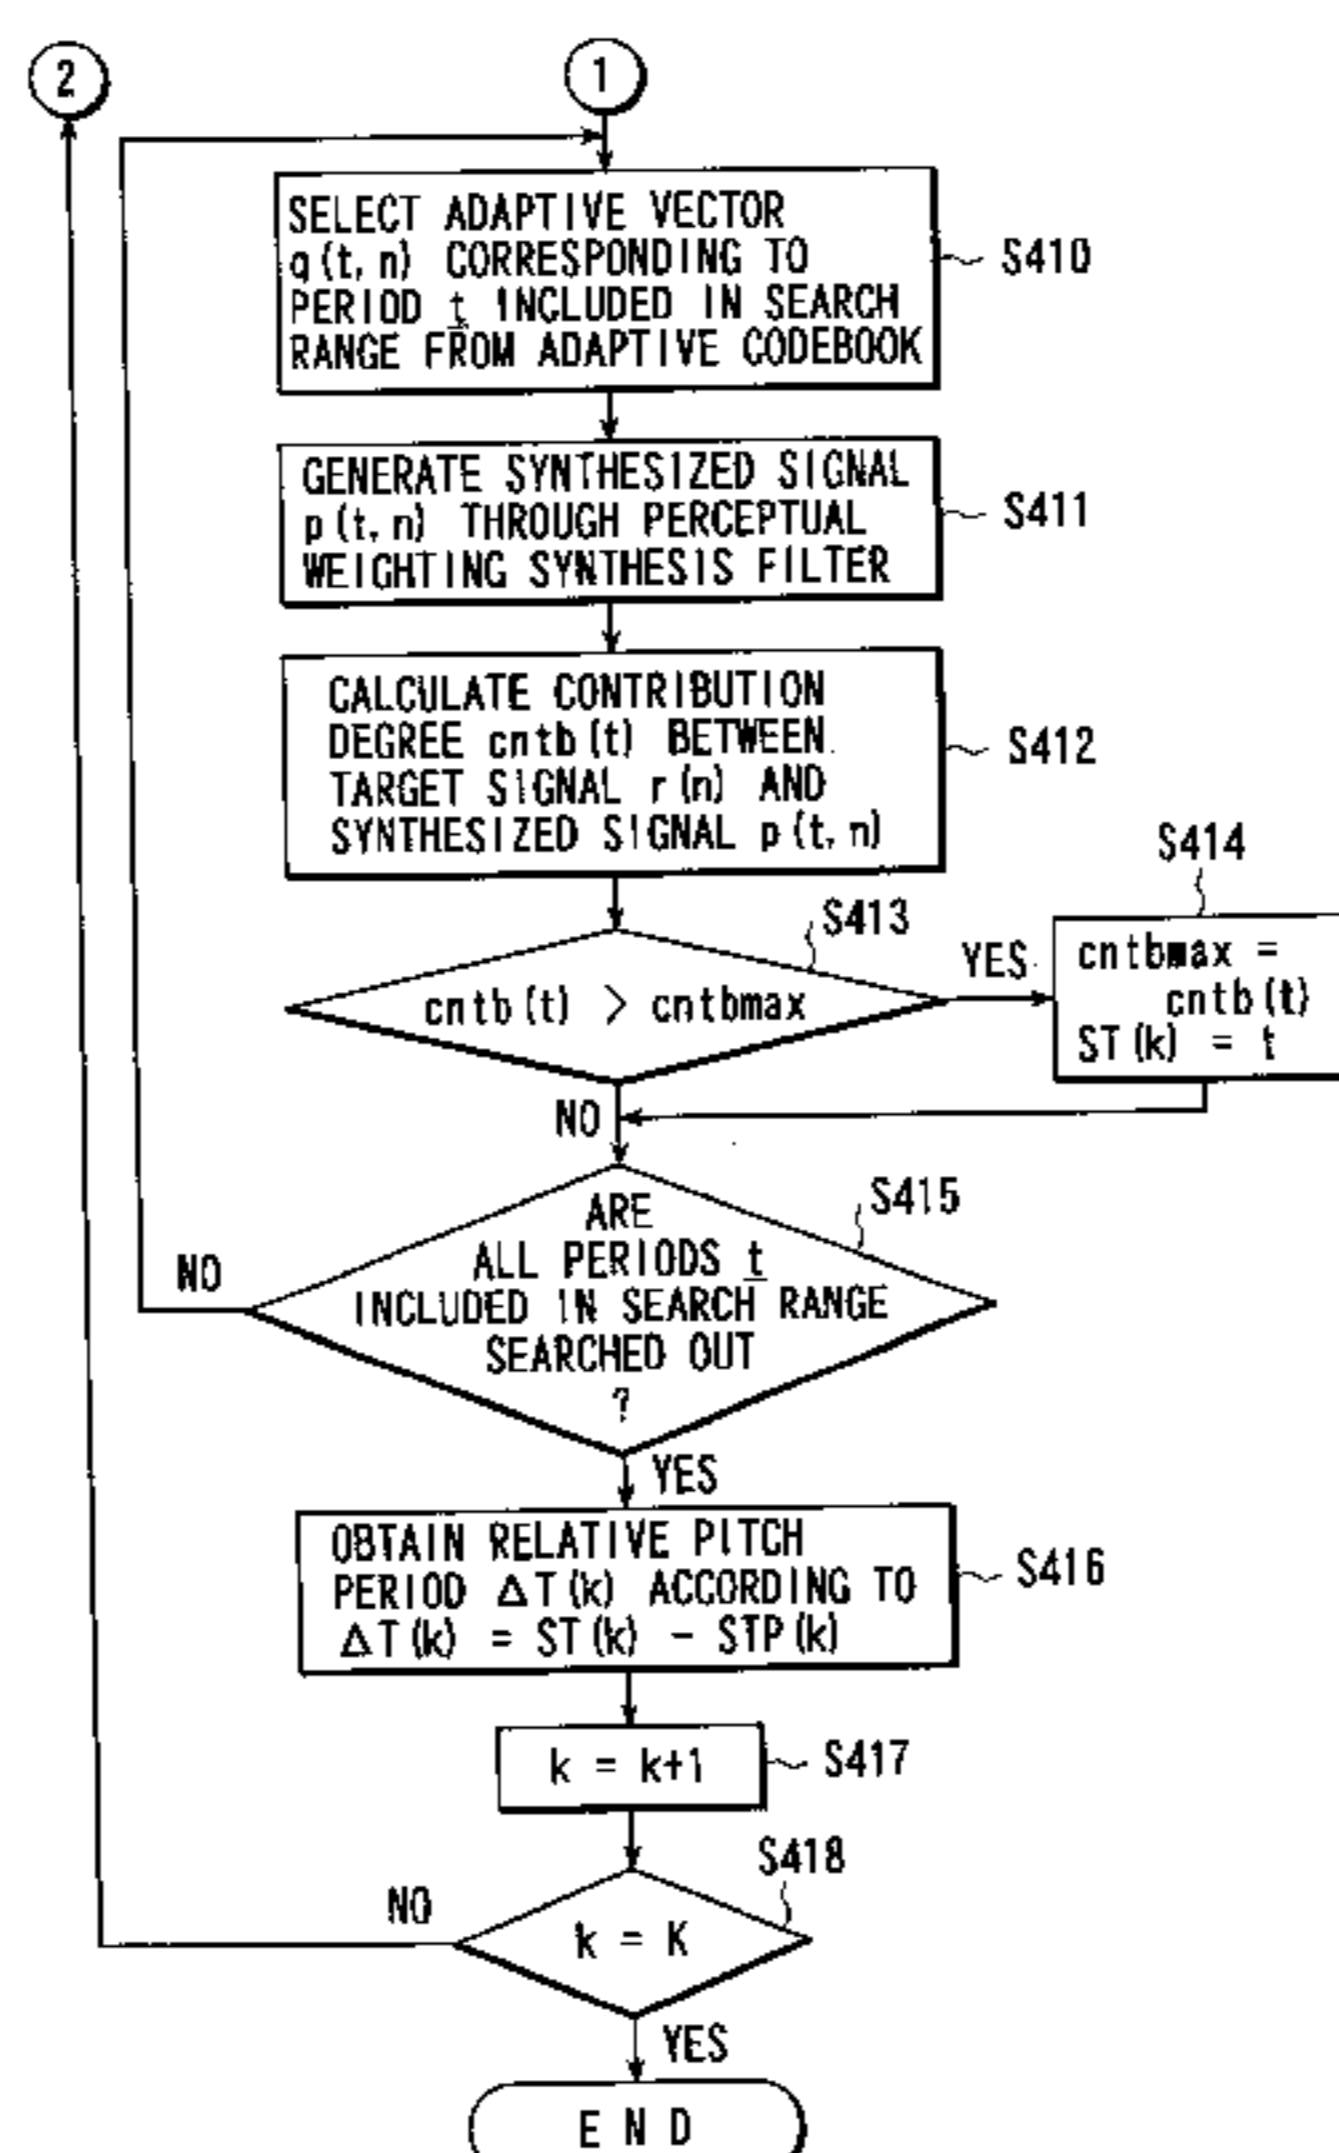 2
1
SELECT ADAPTIVE VECTOR
q(t,n) CORRESPONDING TO
PERIOD t INCLUDED IN SEARCH
RANGE FROM ADAPTIVE CODEBOOK
S410
GENERATE SYNTHESIZED SIGNAL
p(t,n) THROUGH PERCEPTUAL
WEIGHTING SYNTHESIS FILTER
S411
CALCULATE CONTRIBUTION
DEGREE cntb(t) BETWEEN
TARGET SIGNAL r(n) AND
SYNTHESIZED SIGNAL p(t,n)
S412
S413
cntb(t) > cntbmax
YES
S414
cntbmax =
cntb(t)
ST(k) = t
NO
S415
ARE
ALL PERIODS t
INCLUDED IN SEARCH RANGE
SEARCHED OUT
?
NO
YES
OBTAIN RELATIVE PITCH
PERIOD ΔT(k) ACCORDING TO
ΔT(k) = ST(k) - STP(k)
S416
k = k+1
S417
S418
k = K
NO
YES
END